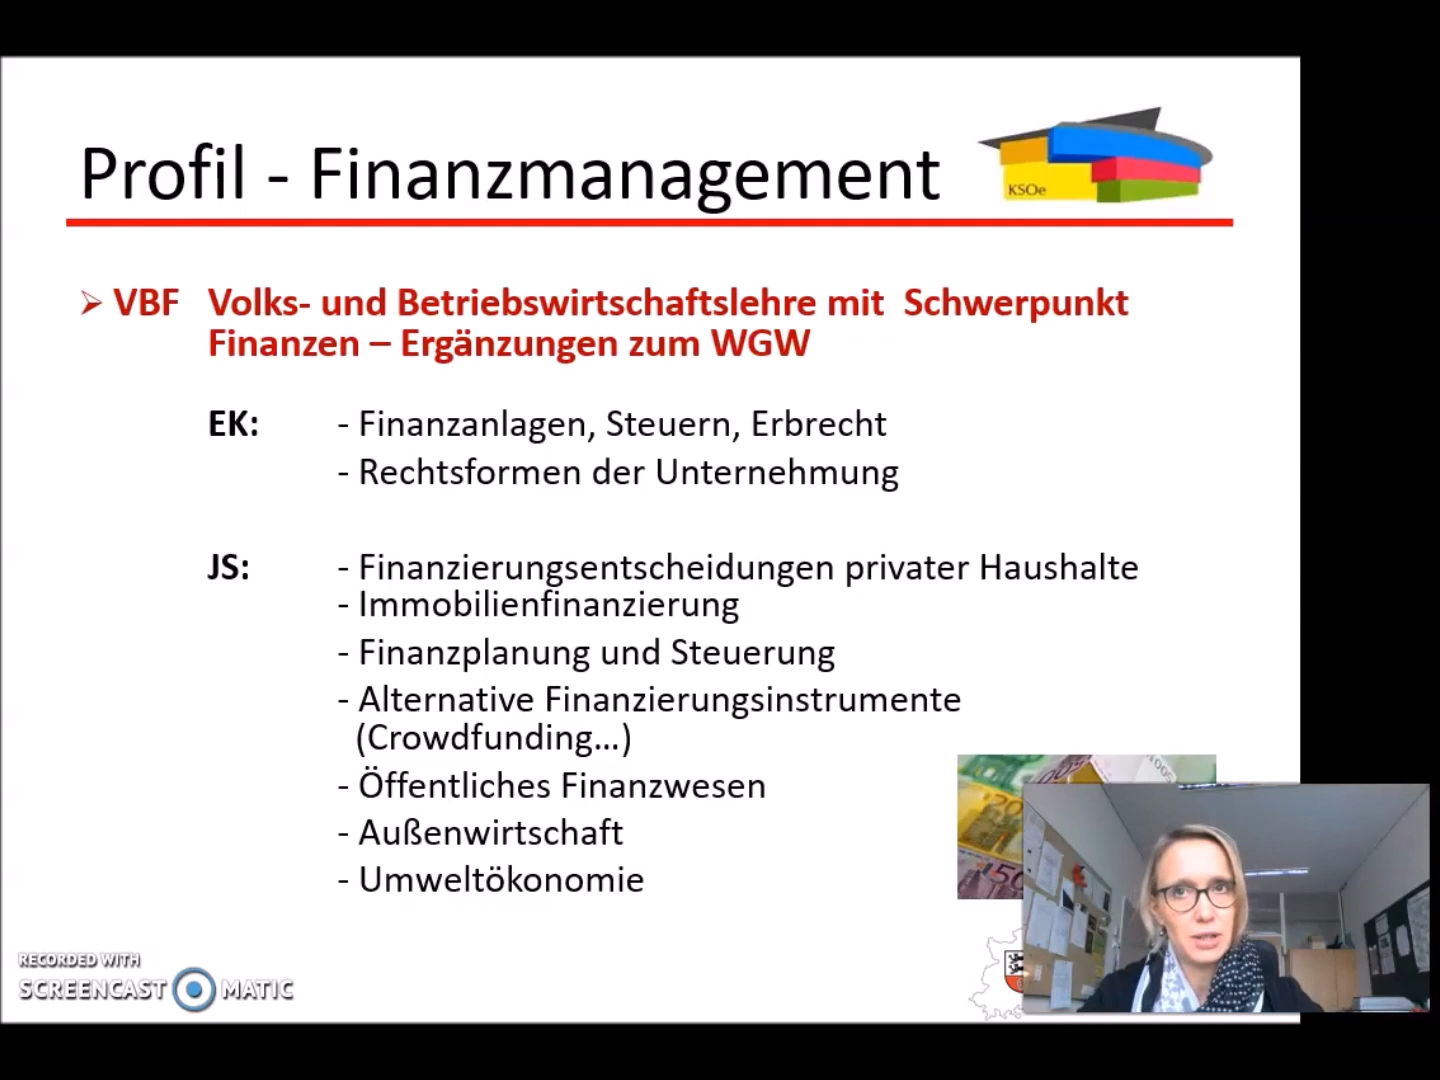 Profil - Finanzmanagement
KSOe
➢ VBF Volks- und Betriebswirtschaftslehre mit Schwerpunkt
Finanzen – Ergänzungen zum WGW
EK: - Finanzanlagen, Steuern, Erbrecht
- Rechtsformen der Unternehmung
JS: - Finanzierungsentscheidungen privater Haushalte
- Immobilienfinanzierung
- Finanzplanung und Steuerung
- Alternative Finanzierungsinstrumente
(Crowdfunding...)
- Öffentliches Finanzwesen
- Außenwirtschaft
- Umweltökonomie
RECORDED WITH
SCREENCAST MATIC